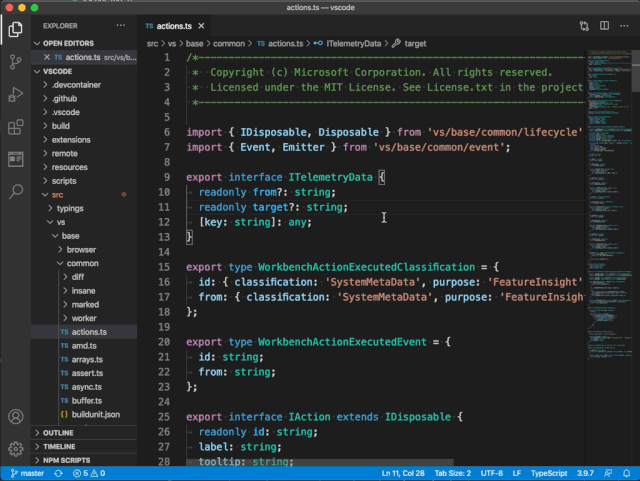 actions.ts — vscode
EXPLORER
OPEN EDITORS
actions.ts src/vs/b...
VSCODE
.devcontainer
.github
.vscode
build
extensions
remote
resources
scripts
src
typings
vs
base
browser
common
diff
insane
marked
worker
TS actions.ts
TS amd.ts
TS arrays.ts
TS assert.ts
TS async.ts
TS buffer.ts
{} buildunit.json
OUTLINE
TIMELINE
NPM SCRIPTS
TS actions.ts
src > vs > base > common > TS actions.ts > ITelemetryData > target
1 /*---------------------------------------------------
2 * Copyright (c) Microsoft Corporation. All rights reserved.
3 * Licensed under the MIT License. See License.txt in the project
4 *---------------------------------------------------
5
6 import { IDisposable, Disposable } from 'vs/base/common/lifecycle'
7 import { Event, Emitter } from 'vs/base/common/event';
8
9 export interface ITelemetryData {
10 readonly from?: string;
11 readonly target?: string;
12 [key: string]: any;
13 }
14
15 export type WorkbenchActionExecutedClassification = {
16 id: { classification: 'SystemMetaData', purpose: 'FeatureInsight'
17 from: { classification: 'SystemMetaData', purpose: 'FeatureInsigh
18 };
19
20 export type WorkbenchActionExecutedEvent = {
21 id: string;
22 from: string;
23 };
24
25 export interface IAction extends IDisposable {
26 readonly id: string;
27 label: string;
28 tooltip: string;
master 5 0 Ln 11, Col 28 Tab Size: 2 UTF-8 LF TypeScript 3.9.7